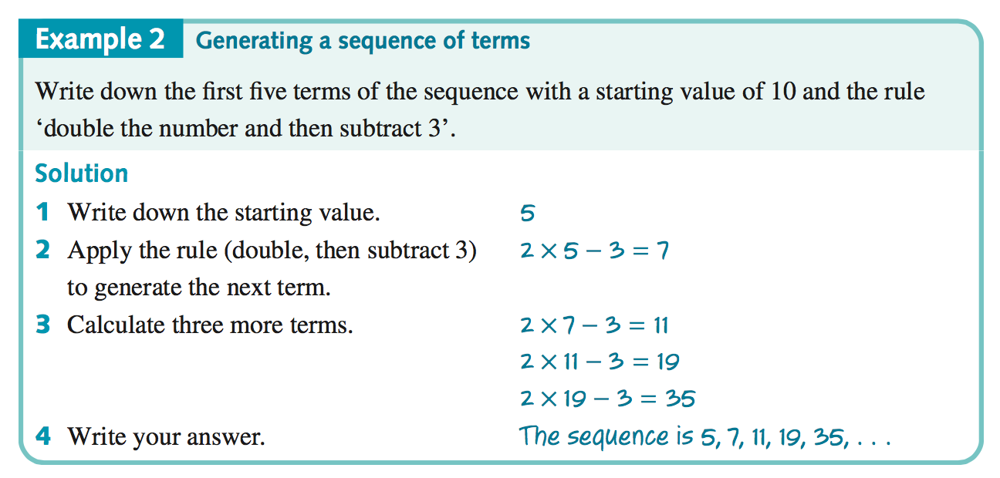 Example 2 Generating a sequence of terms
Write down the first five terms of the sequence with a starting value of 10 and the rule
‘double the number and then subtract 3’.
Solution
1 Write down the starting value. 5
2 Apply the rule (double, then subtract 3) 2 × 5 – 3 = 7
to generate the next term.
3 Calculate three more terms. 2 × 7 – 3 = 11
2 × 11 – 3 = 19
2 × 19 – 3 = 35
4 Write your answer. The sequence is 5, 7, 11, 19, 35, . . .